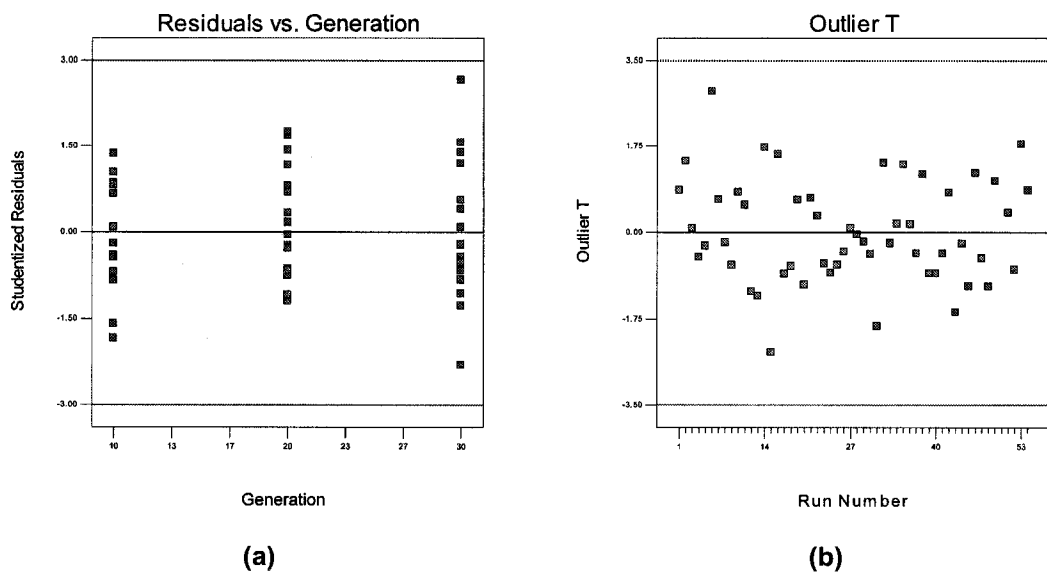 Residuals vs. Generation
3.00
1.50
0.00
-1.50
-3.00
Studentized Residuals
10
13
17
20
23
27
30
Generation
(a)
Outlier T
3.50
1.75
0.00
-1.75
-3.50
Outlier T
1
14
27
40
53
Run Number
(b)